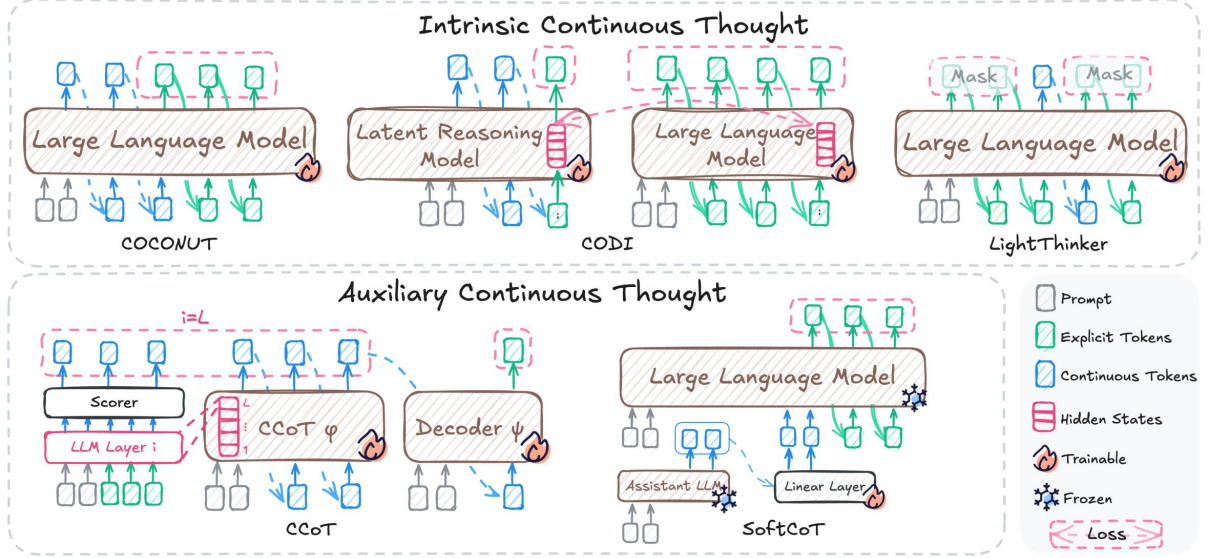 Intrinsic Continuous Thought
Mask
Mask
Large Language Model
Latent Reasoning
Model
Large Language
Model
Large Language Model
:
:
COCONUT
CODI
LightThinker
Auxiliary Continuous Thought
i=L
Scorer
LLM Layer i
L
⋮
1
CCoT φ
Decoder ψ
CCoT
Large Language Model
Assistant LLM
Linear Layer
SoftCoT
Prompt
Explicit Tokens
Continuous Tokens
Hidden States
Trainable
Frozen
Loss